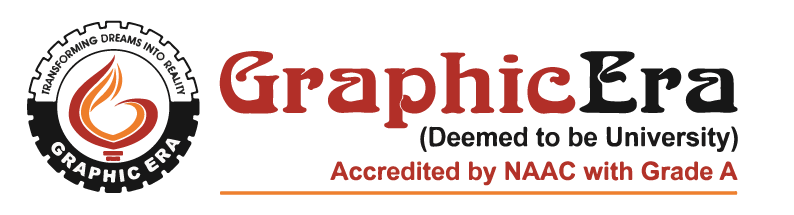 TRANSFORMING DREAMS INTO REALITY
GRAPHIC ERA
GraphicEra
(Deemed to be University)
Accredited by NAAC with Grade A